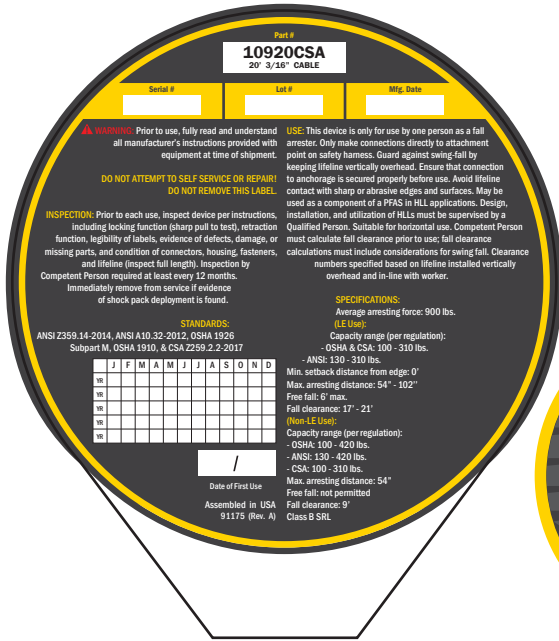 Part #
10920CSA
20' 3/16" CABLE
Serial #
Lot #
Mfg. Date
WARNING: Prior to use, fully read and understand
all manufacturer's instructions provided with
equipment at time of shipment.
DO NOT ATTEMPT TO SELF SERVICE OR REPAIR!
DO NOT REMOVE THIS LABEL.
INSPECTION: Prior to each use, inspect device per instructions,
including locking function (sharp pull to test), retraction
function, legibility of labels, evidence of defects, damage, or
missing parts, and condition of connectors, housing, fasteners,
and lifeline (inspect full length). Inspection by
Competent Person required at least every 12 months.
Immediately remove from service if evidence
of shock pack deployment is found.
STANDARDS:
ANSI Z359.14-2014, ANSI A10.32-2012, OSHA 1926
Subpart M, OSHA 1910, & CSA Z259.2.2-2017
J F M A M J J A S O N D
YR
YR
YR
YR
YR
/
Date of First Use
Assembled in USA
91175 (Rev. A)
USE: This device is only for use by one person as a fall
arrester. Only make connections directly to attachment
point on safety harness. Guard against swing-fall by
keeping lifeline vertically overhead. Ensure that connection
to anchorage is secured properly before use. Avoid lifeline
contact with sharp or abrasive edges and surfaces. May be
used as a component of a PFAS in HLL applications. Design,
installation, and utilization of HLLs must be supervised by a
Qualified Person. Suitable for horizontal use. Competent Person
must calculate fall clearance prior to use; fall clearance
calculations must include considerations for swing fall. Clearance
numbers specified based on lifeline installed vertically
overhead and in-line with worker.
SPECIFICATIONS:
Average arresting force: 900 lbs.
(LE Use):
Capacity range (per regulation):
- OSHA & CSA: 100 - 310 lbs.
- ANSI: 130 - 310 lbs.
Min. setback distance from edge: 0'
Max. arresting distance: 54" - 102"
Free fall: 6' max.
Fall clearance: 17' - 21'
(Non-LE Use):
Capacity range (per regulation):
- OSHA: 100 - 420 lbs.
- ANSI: 130 - 420 lbs.
- CSA: 100 - 310 lbs.
Max. arresting distance: 54"
Free fall: not permitted
Fall clearance: 9'
Class B SRL